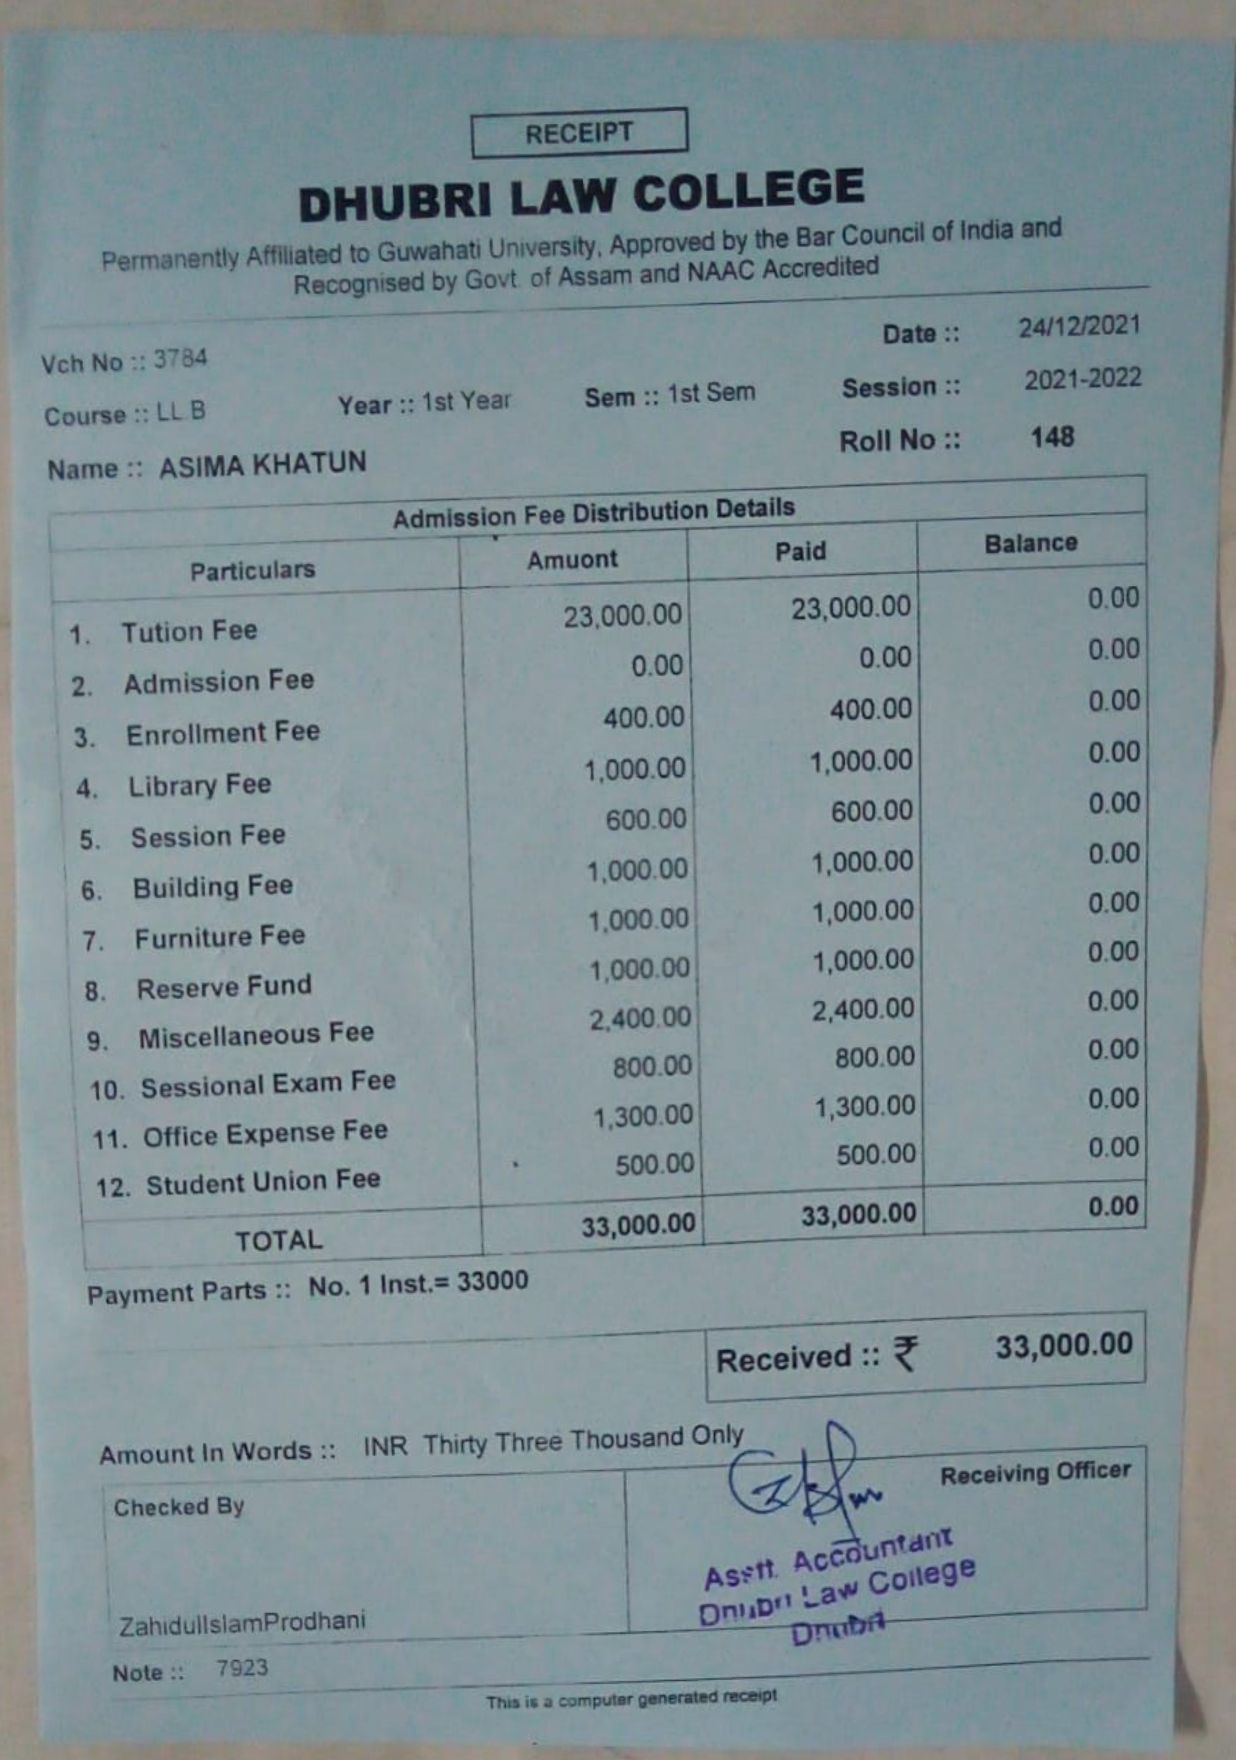 RECEIPT
DHUBRI LAW COLLEGE
Permanently Affiliated to Guwahati University, Approved by the Bar Council of India and
Recognised by Govt. of Assam and NAAC Accredited
Vch No :: 3784 Date :: 24/12/2021
Course :: LL B Year :: 1st Year Sem :: 1st Sem Session :: 2021-2022
Name :: ASIMA KHATUN Roll No :: 148
Admission Fee Distribution Details
Particulars Amuont Paid Balance
1. Tution Fee 23,000.00 23,000.00 0.00
2. Admission Fee 0.00 0.00 0.00
3. Enrollment Fee 400.00 400.00 0.00
4. Library Fee 1,000.00 1,000.00 0.00
5. Session Fee 600.00 600.00 0.00
6. Building Fee 1,000.00 1,000.00 0.00
7. Furniture Fee 1,000.00 1,000.00 0.00
8. Reserve Fund 1,000.00 1,000.00 0.00
9. Miscellaneous Fee 2,400.00 2,400.00 0.00
10. Sessional Exam Fee 800.00 800.00 0.00
11. Office Expense Fee 1,300.00 1,300.00 0.00
12. Student Union Fee 500.00 500.00 0.00
TOTAL 33,000.00 33,000.00 0.00
Payment Parts :: No. 1 Inst.= 33000
Received :: ₹ 33,000.00
Amount In Words :: INR Thirty Three Thousand Only
Checked By Receiving Officer
Asstt. Accountant
Dhubri Law College
Dhubri
ZahidulIslamProdhani
Note :: 7923
This is a computer generated receipt